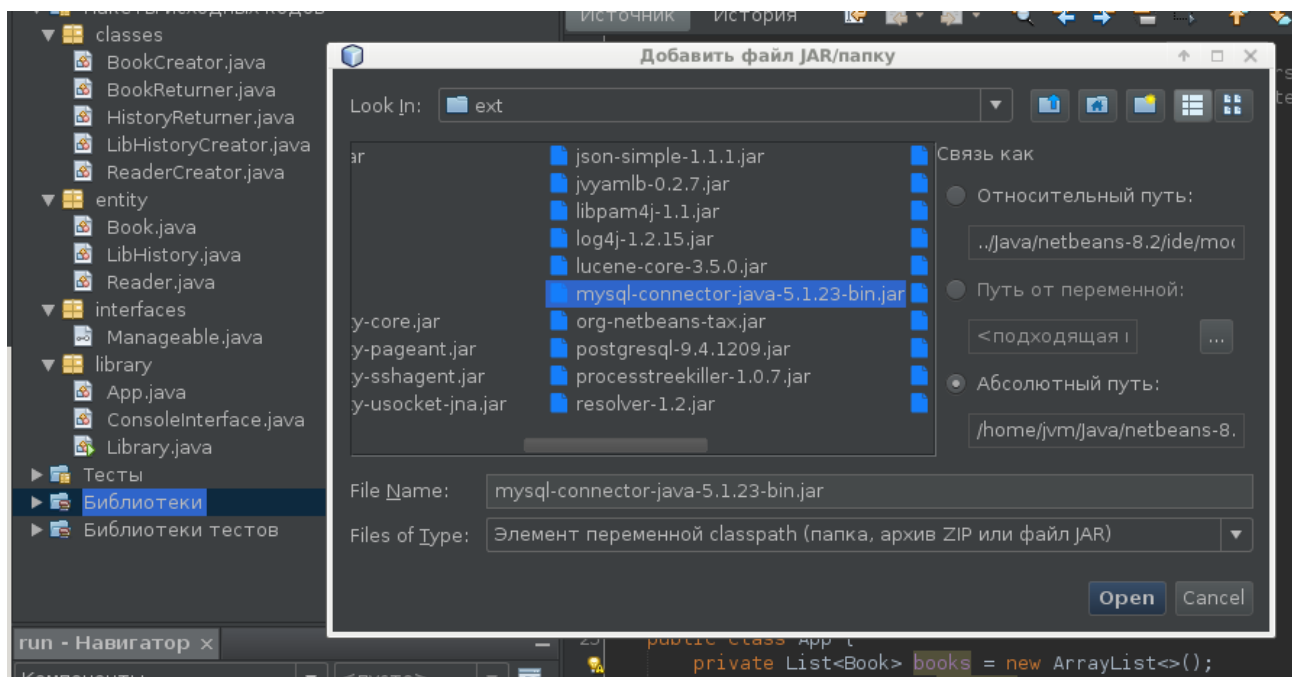 Пакеты исходных кодов
classes
BookCreator.java
BookReturner.java
HistoryReturner.java
LibHistoryCreator.java
ReaderCreator.java
entity
Book.java
LibHistory.java
Reader.java
interfaces
Manageable.java
library
App.java
ConsoleInterface.java
Library.java
Тесты
Библиотеки
Библиотеки тестов
run - Навигатор ×
Компоненты
<пусто>
Источник История
Добавить файл JAR/папку
Look In: ext
ar
y-core.jar
y-pageant.jar
y-sshagent.jar
y-usocket-jna.jar
json-simple-1.1.1.jar
jvyamlb-0.2.7.jar
libpam4j-1.1.jar
log4j-1.2.15.jar
lucene-core-3.5.0.jar
mysql-connector-java-5.1.23-bin.jar
org-netbeans-tax.jar
postgresql-9.4.1209.jar
processtreekiller-1.0.7.jar
resolver-1.2.jar
Связь как
Относительный путь:
../Java/netbeans-8.2/ide/mo
Путь от переменной:
<подходящая
...
Абсолютный путь:
/home/jvm/Java/netbeans-8.
File Name: mysql-connector-java-5.1.23-bin.jar
Files of Type: Элемент переменной classpath (папка, архив ZIP или файл JAR)
Open Cancel
public class App {
private List<Book> books = new ArrayList<>();